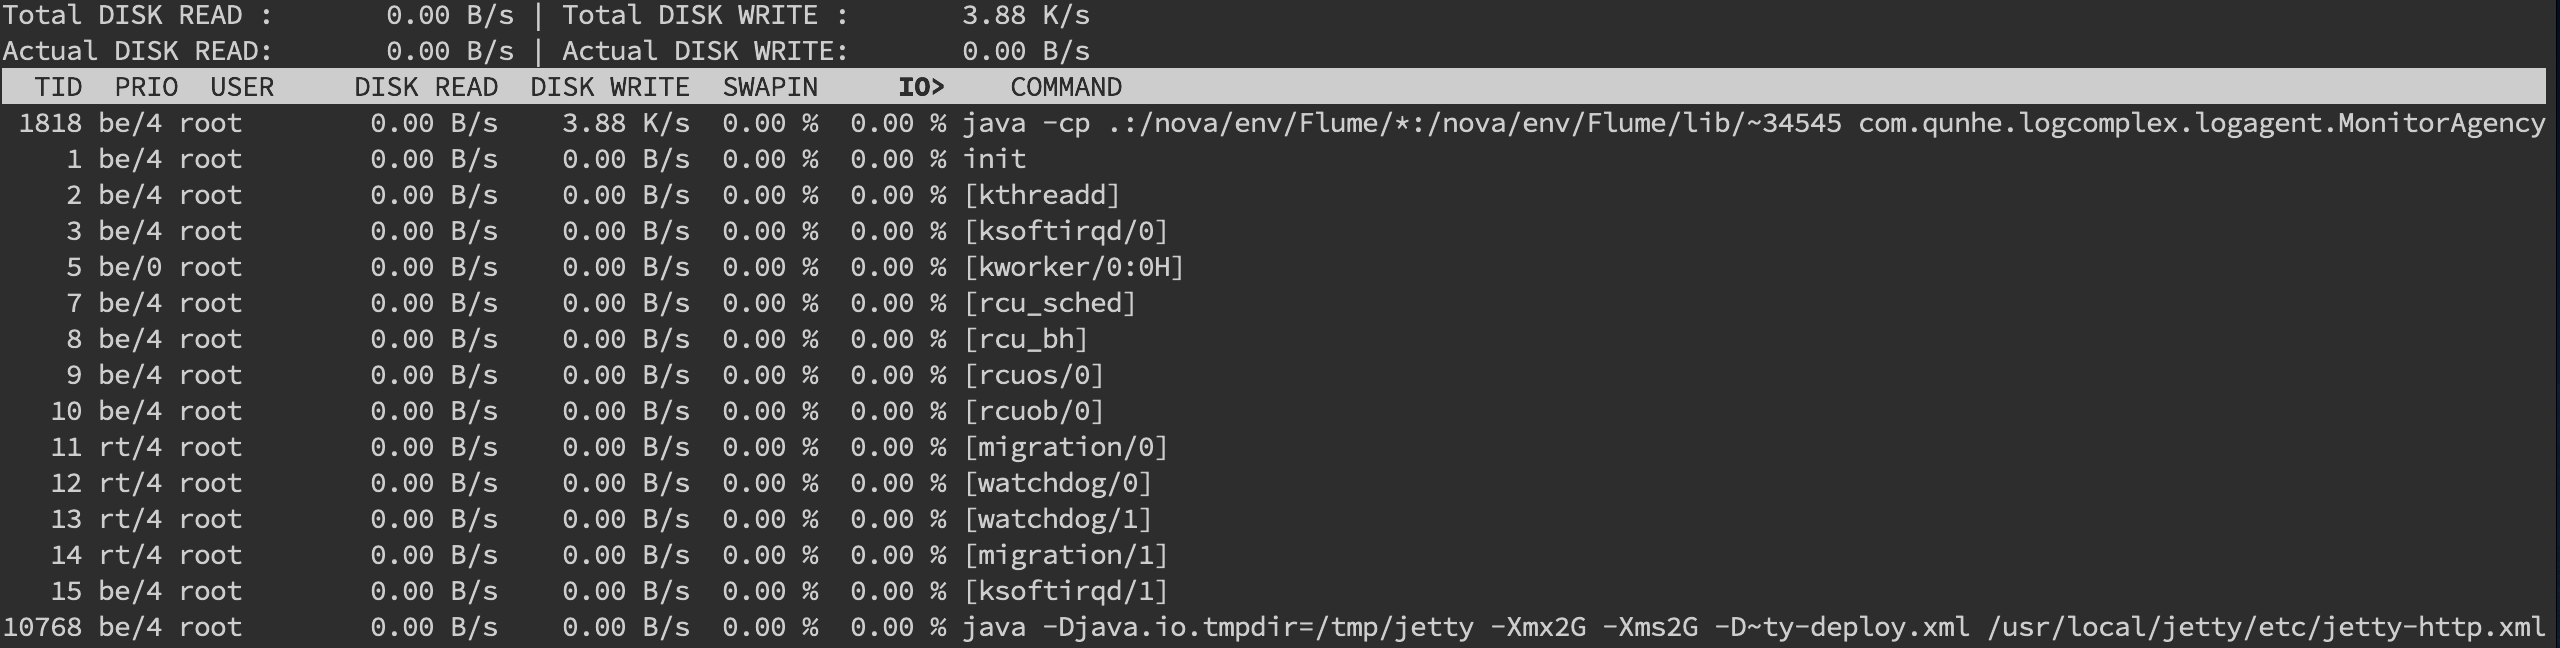 Total DISK READ :       0.00 B/s | Total DISK WRITE :       3.88 K/s
Actual DISK READ:       0.00 B/s | Actual DISK WRITE:       0.00 B/s
  TID  PRIO  USER     DISK READ  DISK WRITE  SWAPIN     IO>    COMMAND
 1818 be/4 root        0.00 B/s    3.88 K/s  0.00 %  0.00 % java -cp .:/nova/env/Flume/*:/nova/env/Flume/lib/~34545 com.qunhe.logcomplex.logagent.MonitorAgency
    1 be/4 root        0.00 B/s    0.00 B/s  0.00 %  0.00 % init
    2 be/4 root        0.00 B/s    0.00 B/s  0.00 %  0.00 % [kthreadd]
    3 be/4 root        0.00 B/s    0.00 B/s  0.00 %  0.00 % [ksoftirqd/0]
    5 be/0 root        0.00 B/s    0.00 B/s  0.00 %  0.00 % [kworker/0:0H]
    7 be/4 root        0.00 B/s    0.00 B/s  0.00 %  0.00 % [rcu_sched]
    8 be/4 root        0.00 B/s    0.00 B/s  0.00 %  0.00 % [rcu_bh]
    9 be/4 root        0.00 B/s    0.00 B/s  0.00 %  0.00 % [rcuos/0]
   10 be/4 root        0.00 B/s    0.00 B/s  0.00 %  0.00 % [rcuob/0]
   11 rt/4 root        0.00 B/s    0.00 B/s  0.00 %  0.00 % [migration/0]
   12 rt/4 root        0.00 B/s    0.00 B/s  0.00 %  0.00 % [watchdog/0]
   13 rt/4 root        0.00 B/s    0.00 B/s  0.00 %  0.00 % [watchdog/1]
   14 rt/4 root        0.00 B/s    0.00 B/s  0.00 %  0.00 % [migration/1]
   15 be/4 root        0.00 B/s    0.00 B/s  0.00 %  0.00 % [ksoftirqd/1]
10768 be/4 root        0.00 B/s    0.00 B/s  0.00 %  0.00 % java -Djava.io.tmpdir=/tmp/jetty -Xmx2G -Xms2G -D~ty-deploy.xml /usr/local/jetty/etc/jetty-http.xml